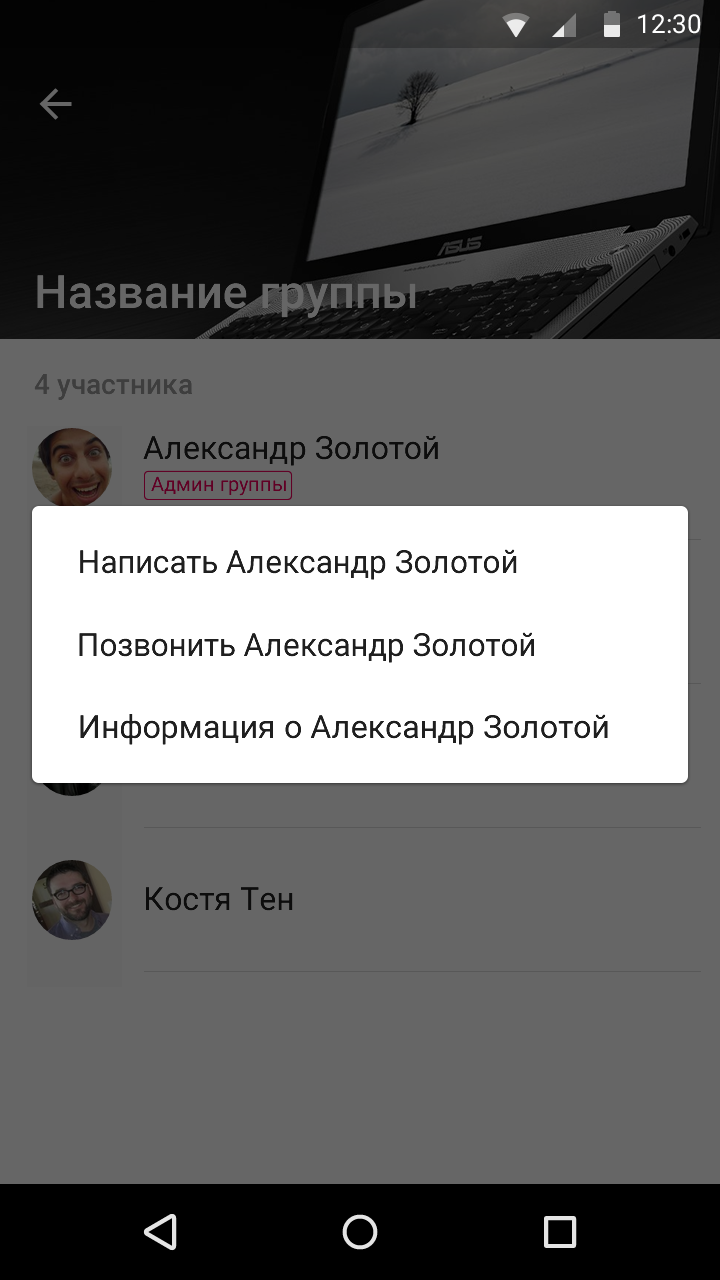 12:30
ASUS
Название группы
4 участника
Александр Золотой
Админ группы
Написать Александр Золотой
Позвонить Александр Золотой
Информация о Александр Золотой
Костя Тен